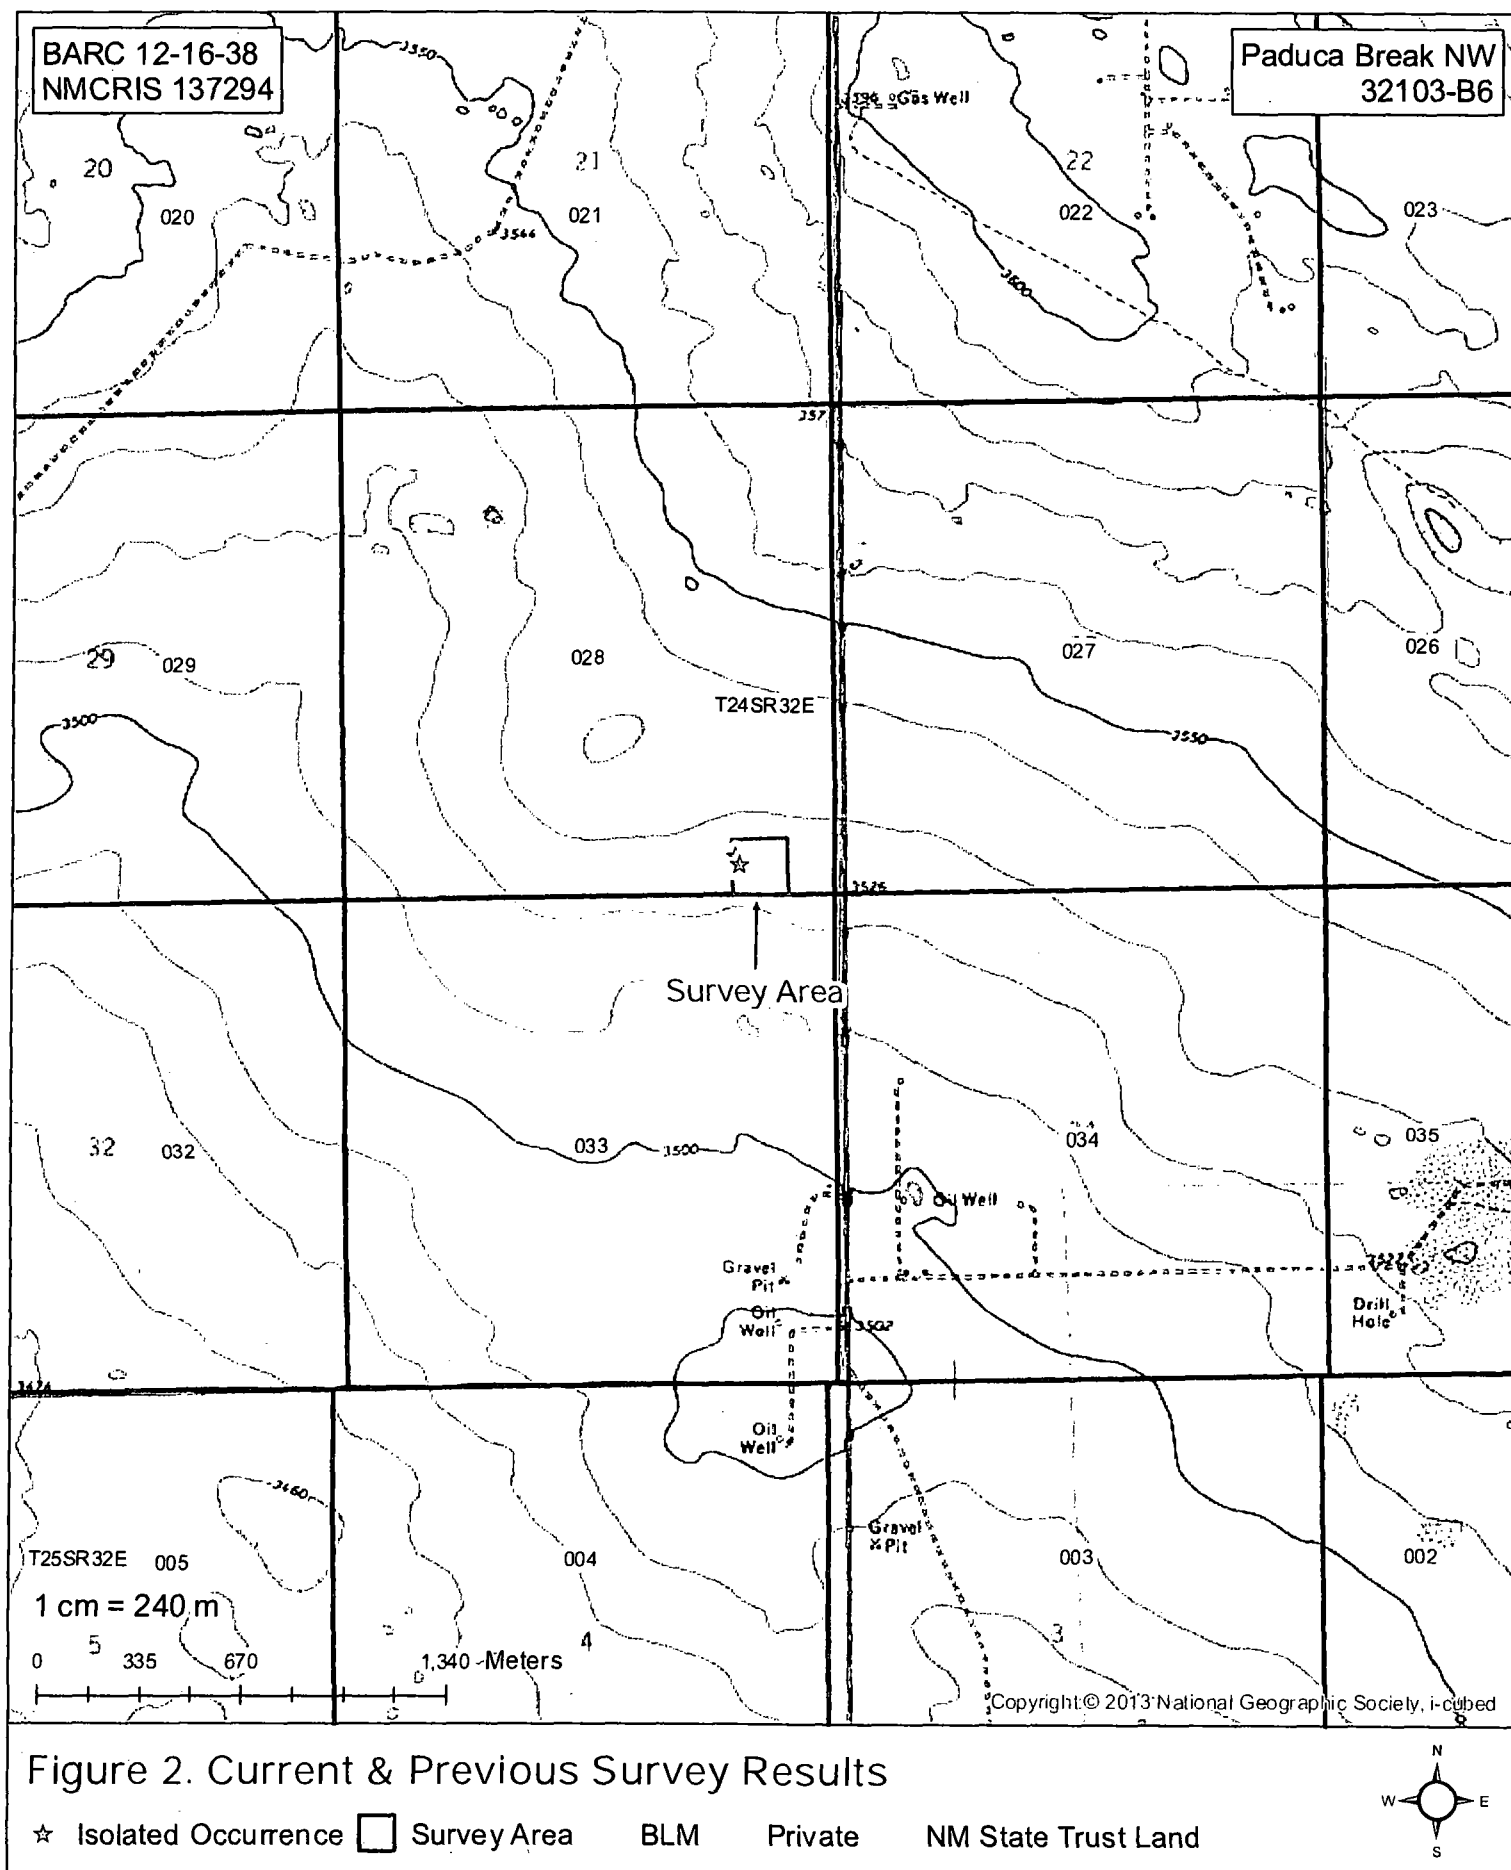 BARC 12-16-38
NMCRIS 137294
Paduca Break NW
32103-B6
3550
3596 Gas Well
20
21
22
020
021
022
023
3566
3600
357
29
029
028
027
026
T24SR32E
3500
3550
3526
Survey Area
32
032
033
3500
034
035
Oil Well
Gravel
Pit
Oil
Well
3502
Drill
Hole
Oil
Well
3460
Gravel
Pit
T25SR32E
005
004
003
002
1 cm = 240 m
5
4
3
0
335
670
1,340 Meters
Copyright:© 2013 National Geographic Society, i-cubed
Figure 2. Current & Previous Survey Results
N
W
E
S
Isolated Occurrence
Survey Area
BLM
Private
NM State Trust Land